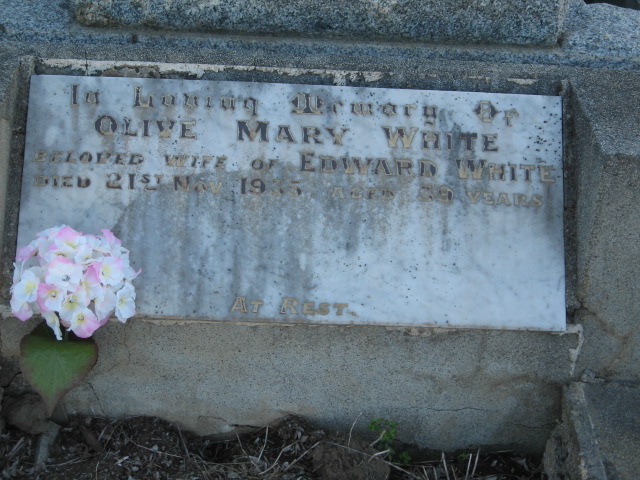 In Loving Memory Of
OLIVE MARY WHITE
BELOVED WIFE OF EDWARD WHITE
DIED 21ST NOV. AGED 39 YEARS
AT REST.